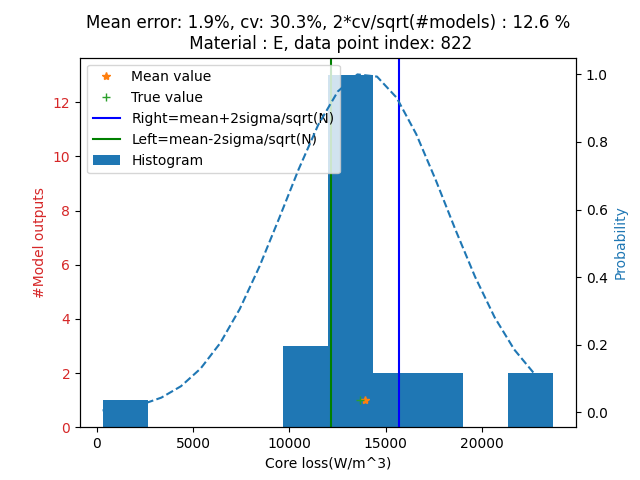 Mean error: 1.9%, cv: 30.3%, 2*cv/sqrt(#models) : 12.6 %
Material : E, data point index: 822
Mean value
True value
Right=mean+2sigma/sqrt(N)
Left=mean-2sigma/sqrt(N)
Histogram
#Model outputs
12
10
8
6
4
2
0
1.0
0.8
0.6
0.4
0.2
0.0
Probability
0
5000
10000
15000
20000
Core loss(W/m^3)